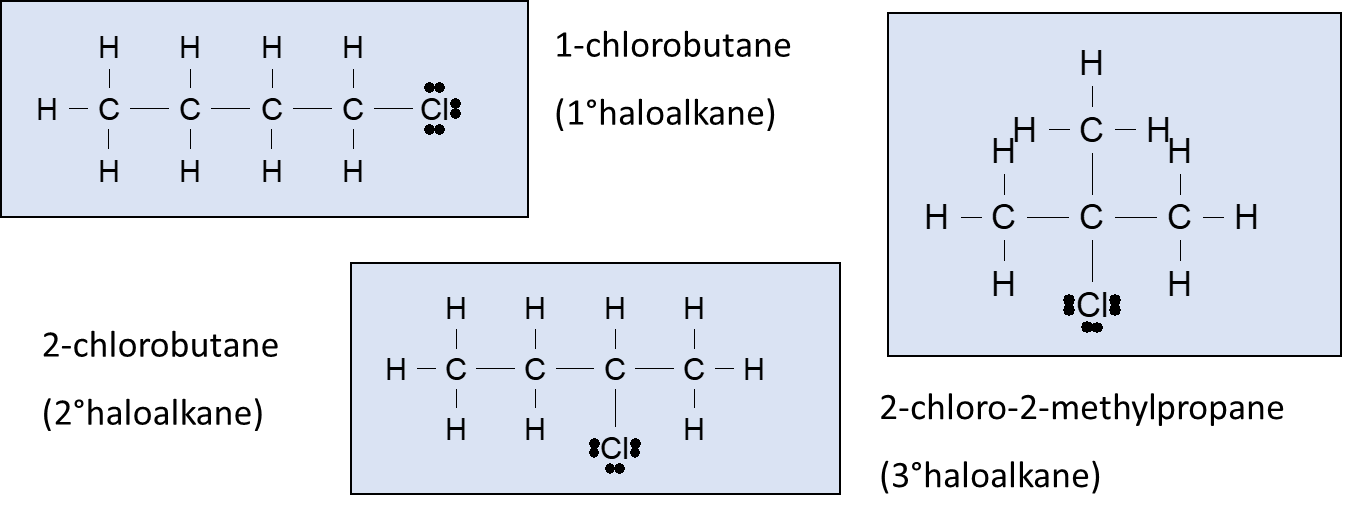 H H H H
H C C C C Cl
H H H H
1-chlorobutane
(1°haloalkane)
H
H C H
H H
H C C C H
H H
Cl
2-chloro-2-methylpropane
(3°haloalkane)
2-chlorobutane
(2°haloalkane)
H H H H
H C C C C H
H H H
Cl